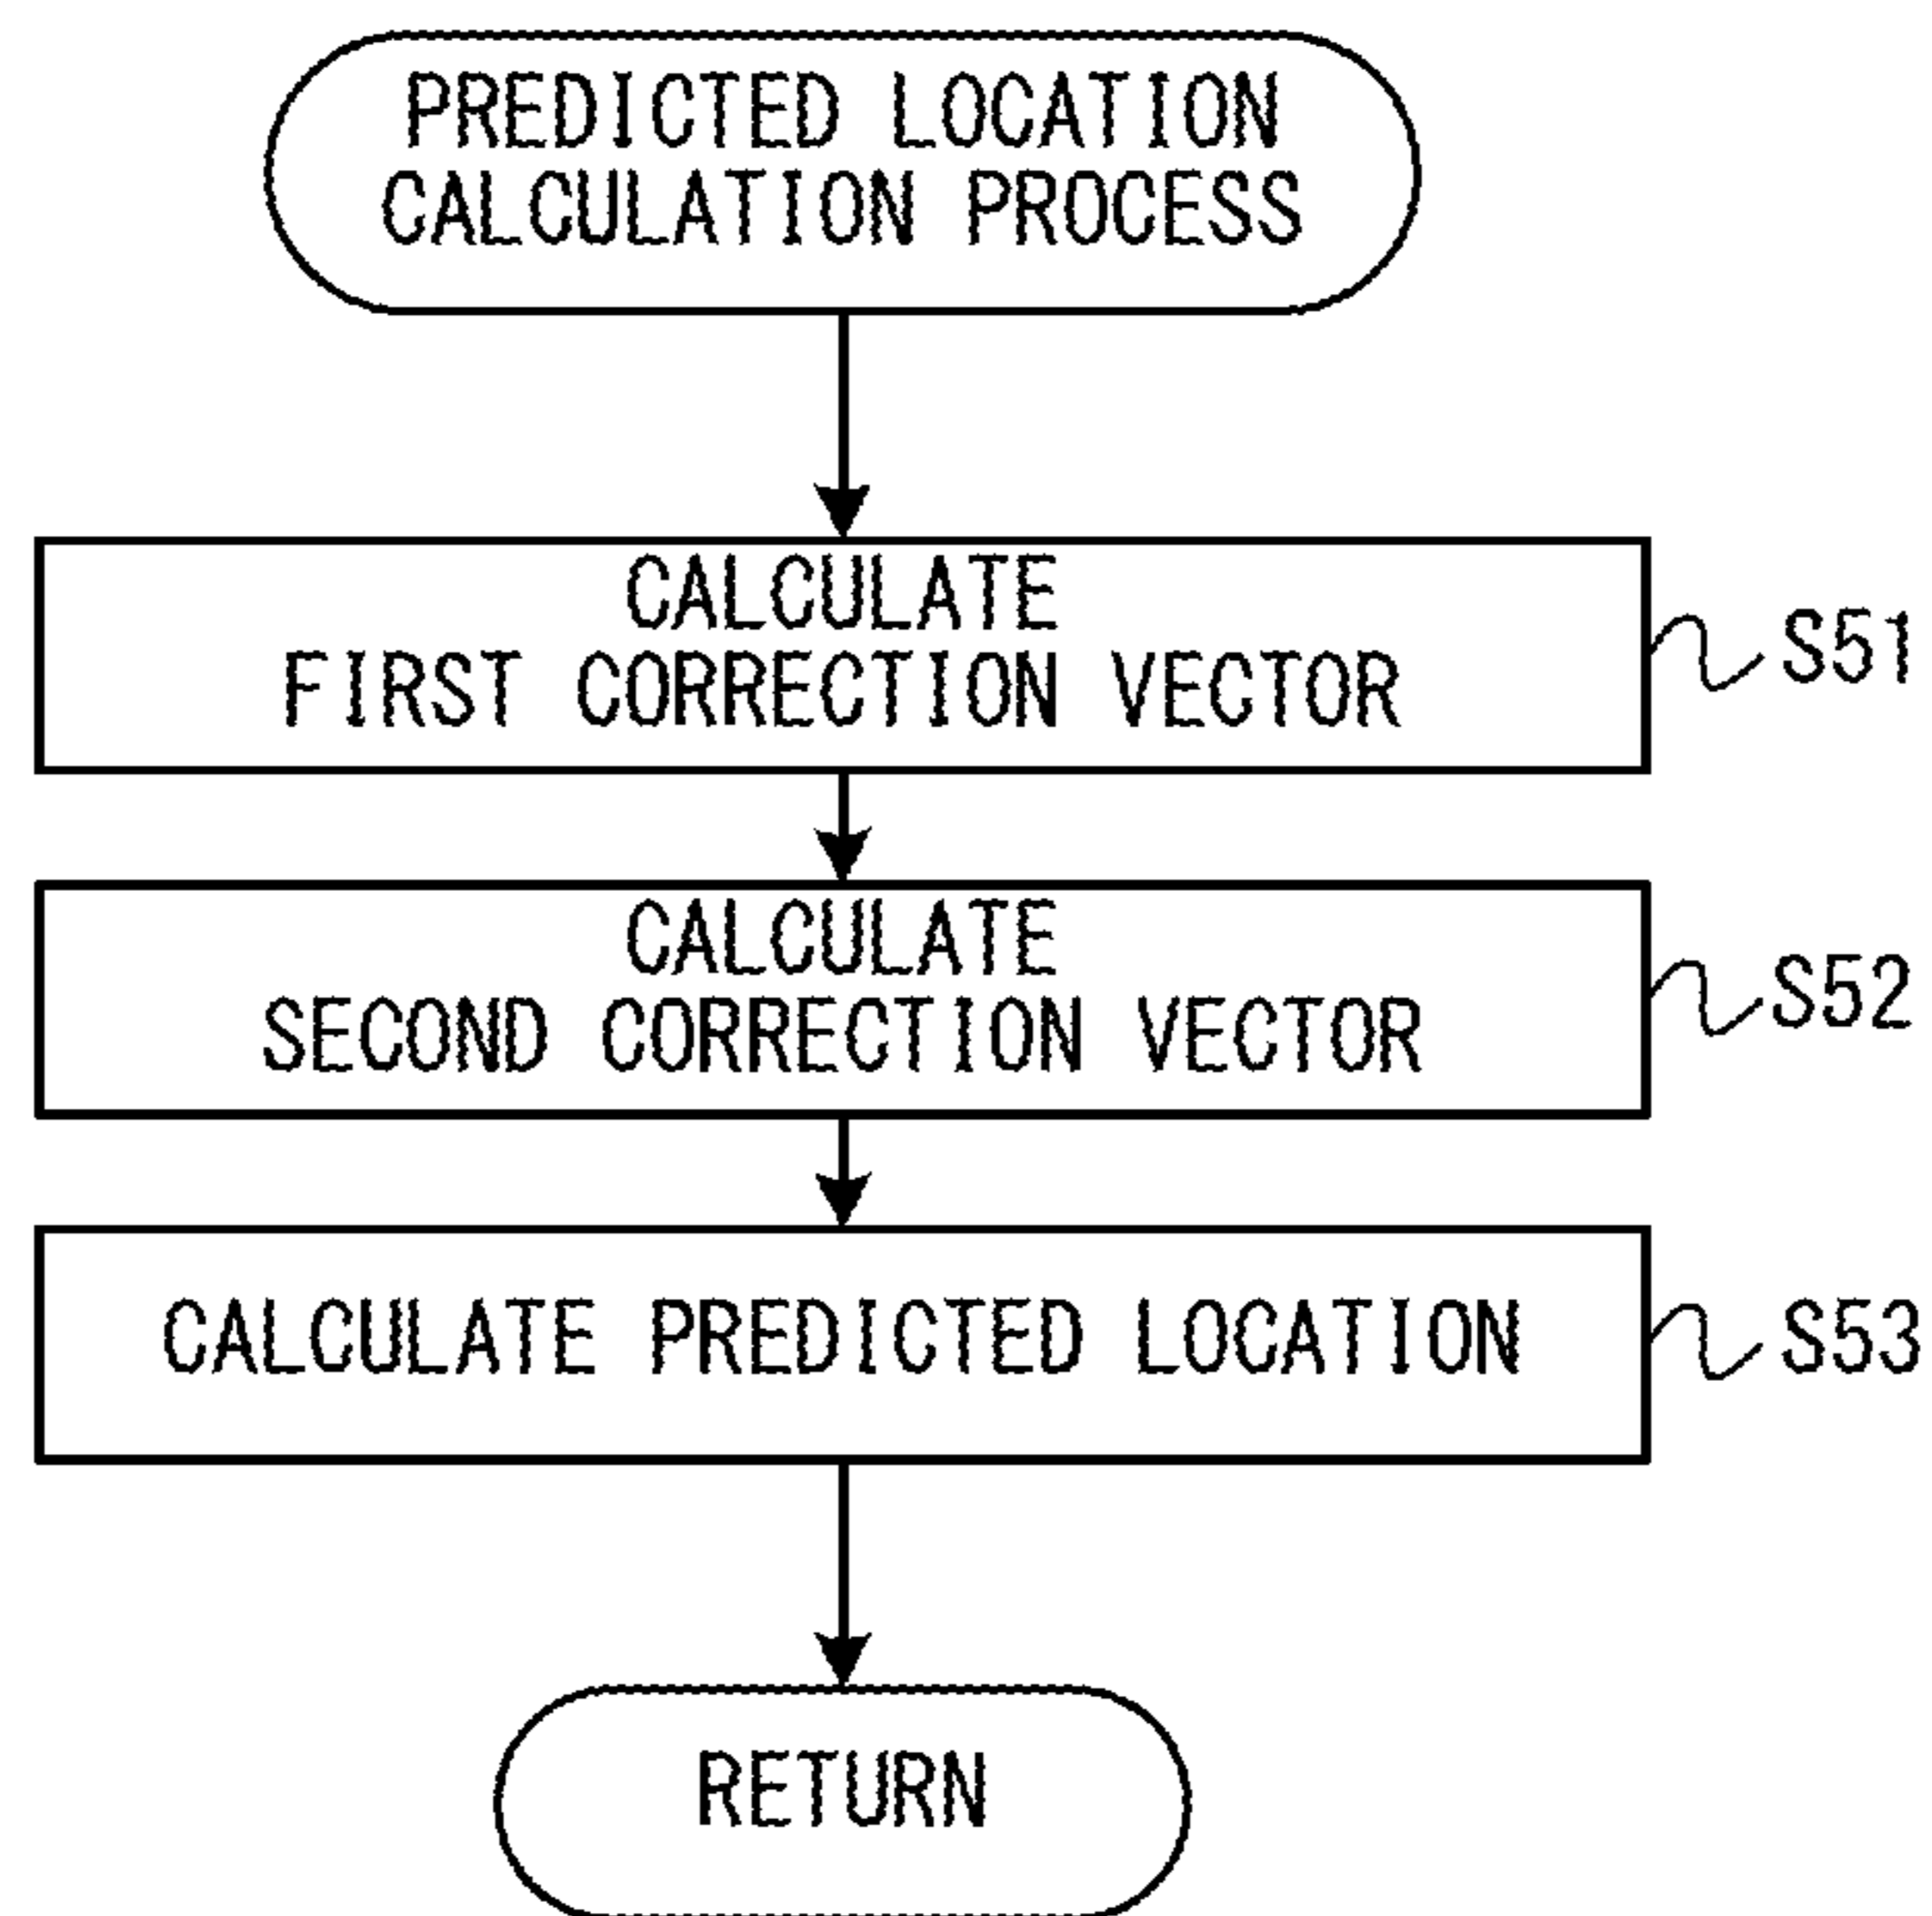 PREDICTED LOCATION
CALCULATION PROCESS
CALCULATE
FIRST CORRECTION VECTOR
S51
CALCULATE
SECOND CORRECTION VECTOR
S52
CALCULATE PREDICTED LOCATION
S53
RETURN